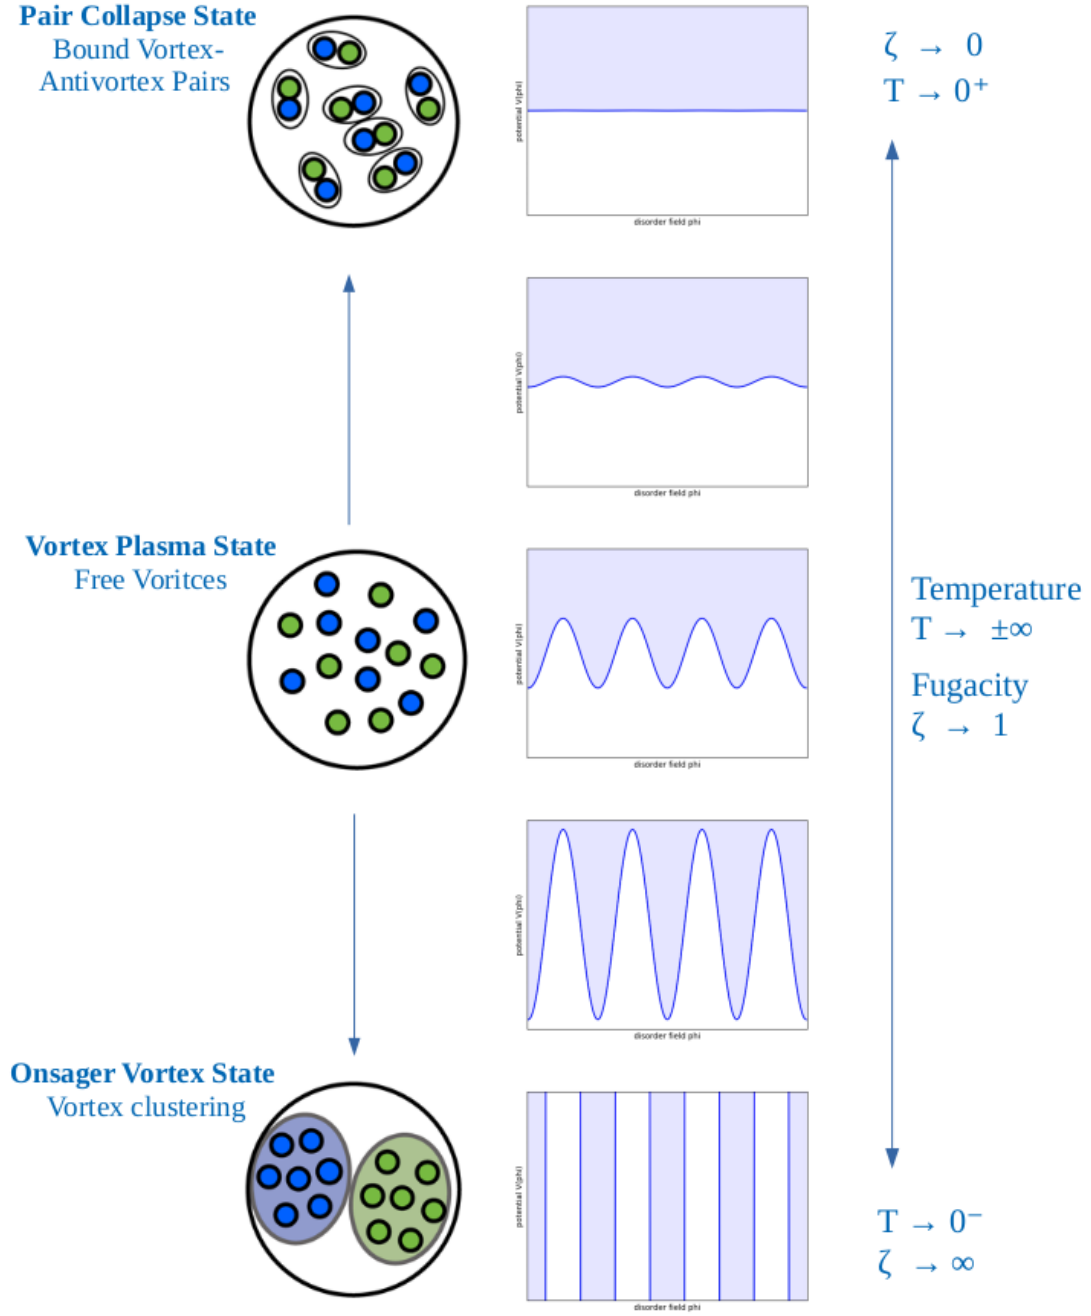 Pair Collapse State
Bound Vortex-
Antivortex Pairs
potential V(phi)
disorder field phi
ζ → 0
T → 0⁺
potential V(phi)
disorder field phi
Vortex Plasma State
Free Voritces
potential V(phi)
disorder field phi
Temperature
T → ±∞
Fugacity
ζ → 1
potential V(phi)
disorder field phi
Onsager Vortex State
Vortex clustering
potential V(phi)
disorder field phi
T → 0⁻
ζ → ∞